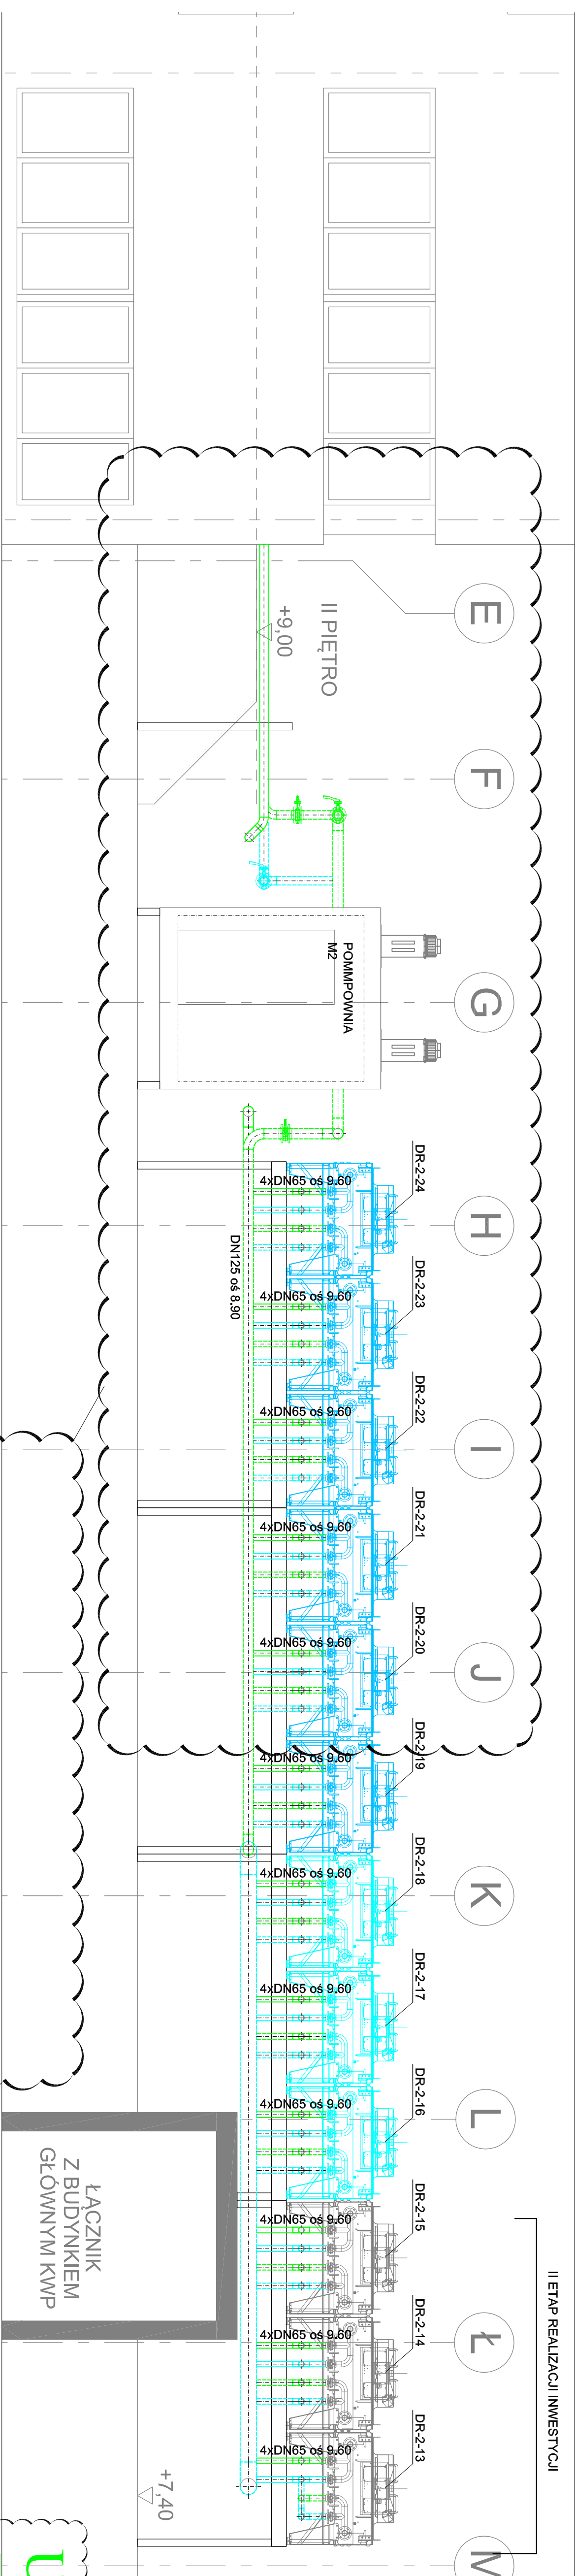 E
F
G
H
I
J
K
L
Ł
M
II PIĘTRO
+9,00
POMMPOWNIA
M2
DR-2-24
DR-2-23
DR-2-22
DR-2-21
DR-2-20
DR-2-19
DR-2-18
DR-2-17
DR-2-16
DR-2-15
DR-2-14
DR-2-13
4xDN65 oś 9.60
4xDN65 oś 9.60
4xDN65 oś 9.60
4xDN65 oś 9.60
4xDN65 oś 9.60
4xDN65 oś 9.60
4xDN65 oś 9.60
4xDN65 oś 9.60
4xDN65 oś 9.60
4xDN65 oś 9.60
4xDN65 oś 9.60
4xDN65 oś 9.60
DN125 oś 8.90
II ETAP REALIZACJI INWESTYCJI
ŁĄCZNIK
Z BUDYNKIEM
GŁÓWNYM KWP
+7,40
U